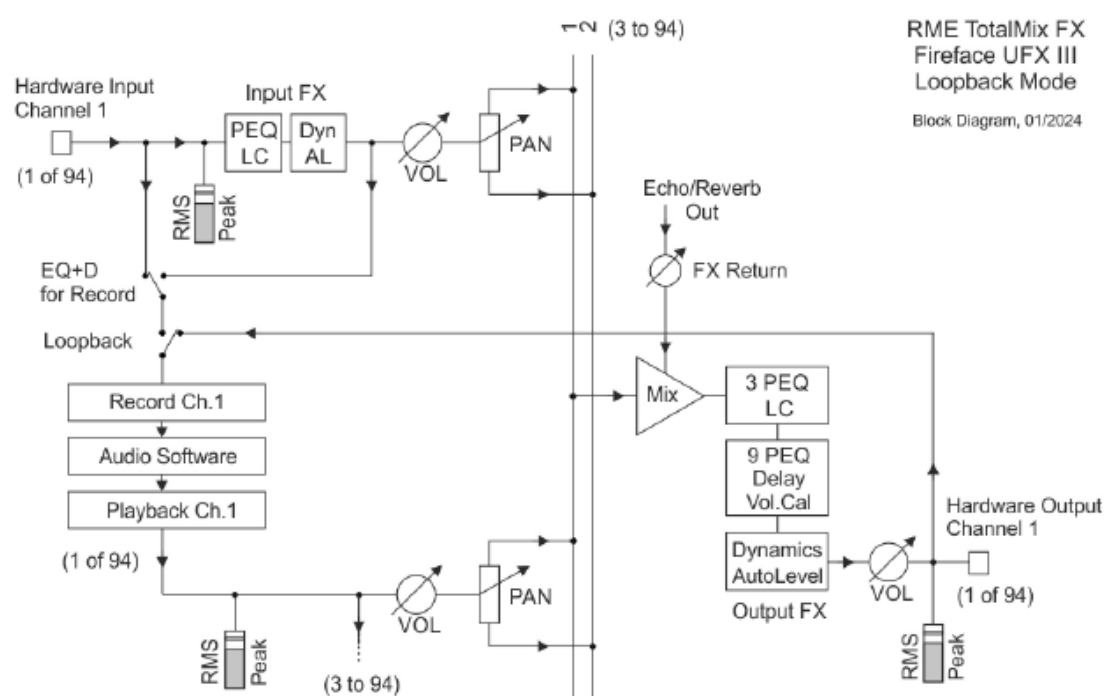 1 2 (3 to 94)
RME TotalMix FX
Fireface UFX III
Loopback Mode
Block Diagram, 01/2024
Hardware Input
Channel 1
(1 of 94)
Input FX
PEQ
LC
Dyn
AL
VOL
PAN
RMS
Peak
Echo/Reverb
Out
FX Return
EQ+D
for Record
Loopback
Record Ch.1
Audio Software
Playback Ch.1
(1 of 94)
Mix
3 PEQ
LC
9 PEQ
Delay
Vol.Cal
Dynamics
AutoLevel
Output FX
VOL
Hardware Output
Channel 1
(1 of 94)
RMS
Peak
VOL
PAN
RMS
Peak
(3 to 94)